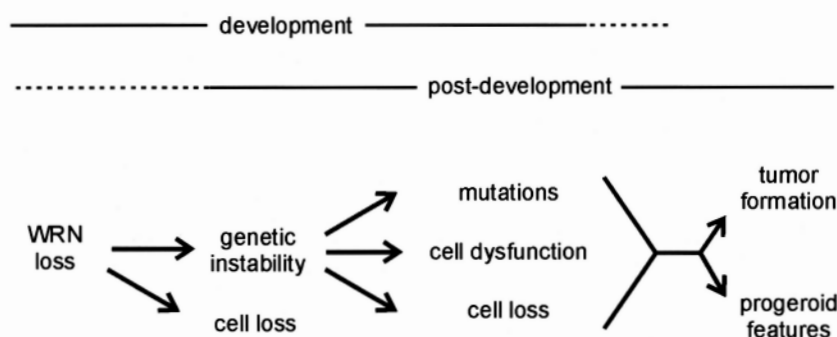 development
post-development
WRN
loss
genetic
instability
cell loss
mutations
cell dysfunction
cell loss
tumor
formation
progeroid
features